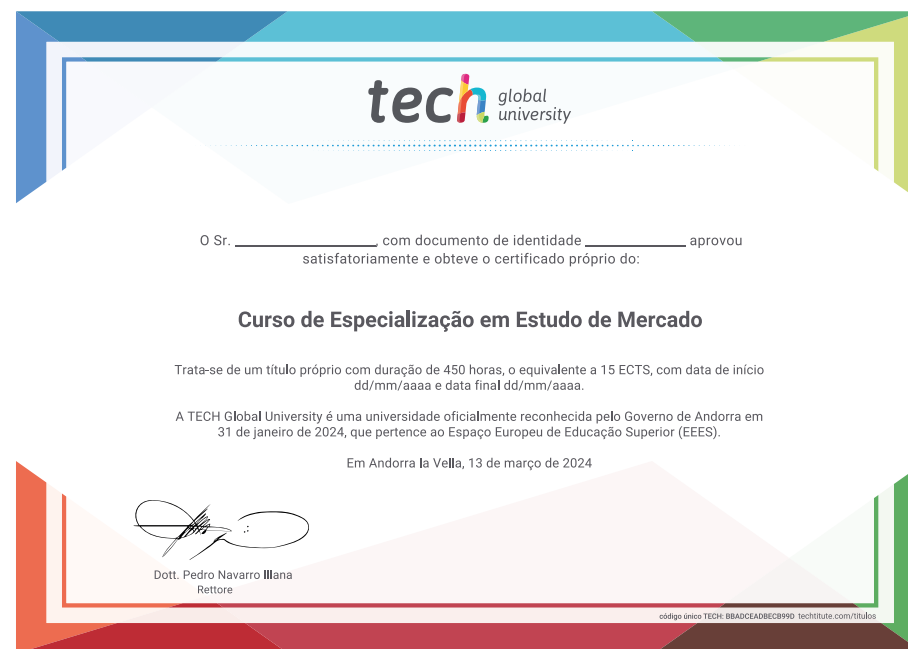 tech global university
O Sr. ________________, com documento de identidade ____________ aprovou
satisfatoriamente e obteve o certificado próprio do:
Curso de Especialização em Estudo de Mercado
Trata-se de um título próprio com duração de 450 horas, o equivalente a 15 ECTS, com data de início
dd/mm/aaaa e data final dd/mm/aaaa.
A TECH Global University é uma universidade oficialmente reconhecida pelo Governo de Andorra em
31 de janeiro de 2024, que pertence ao Espaço Europeu de Educação Superior (EEES).
Em Andorra la Vella, 13 de março de 2024
Dott. Pedro Navarro Illana
Rettore
código único TECH: BBADCEADBECB99D techtitute.com/titulos